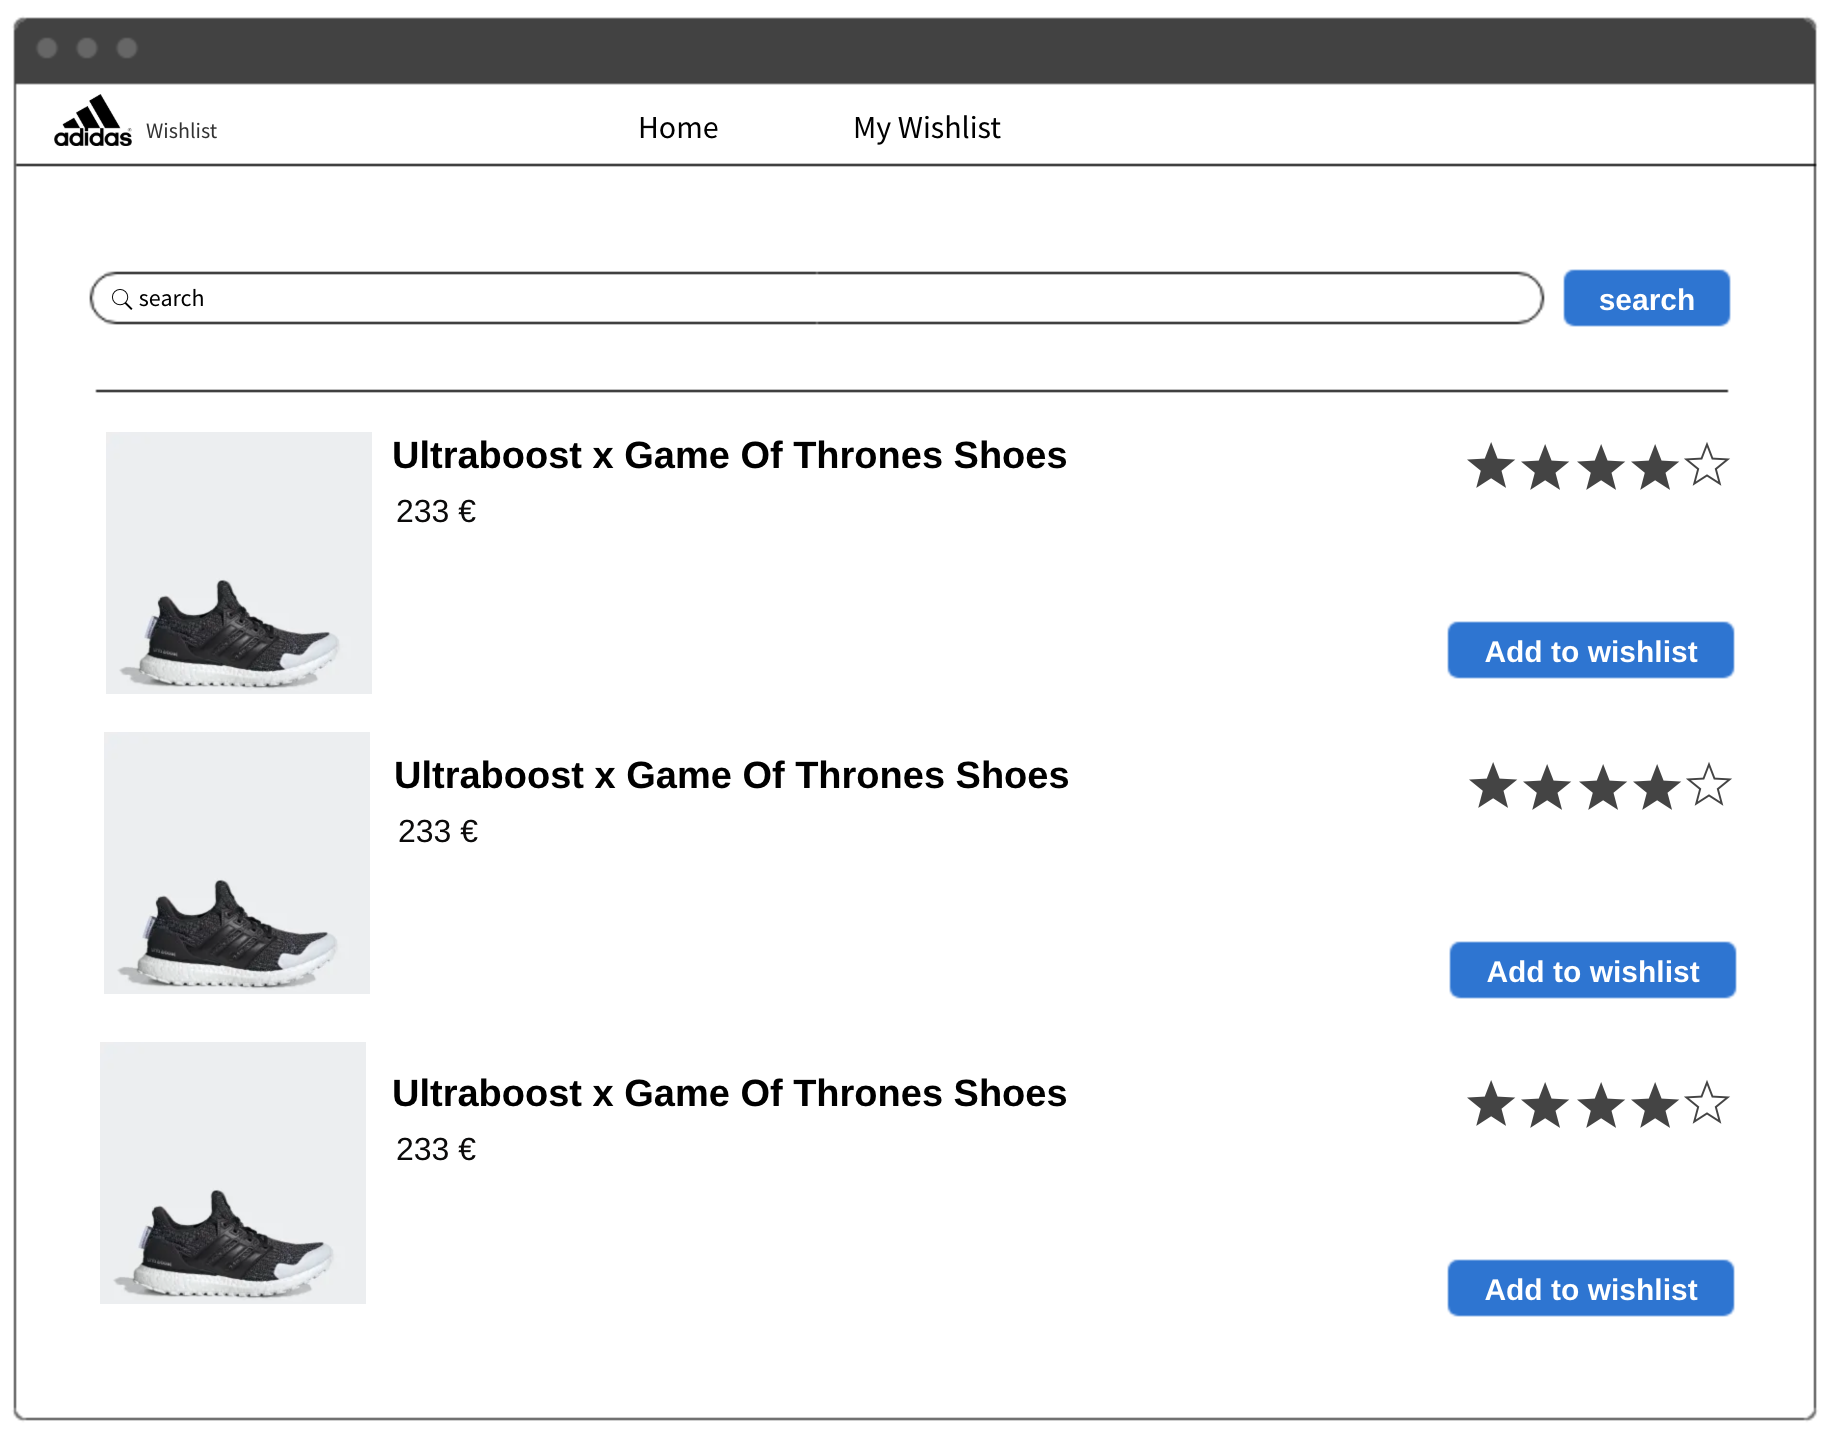 adidas Wishlist Home My Wishlist
search search
Ultraboost x Game Of Thrones Shoes
233 €
Add to wishlist
Ultraboost x Game Of Thrones Shoes
233 €
Add to wishlist
Ultraboost x Game Of Thrones Shoes
233 €
Add to wishlist